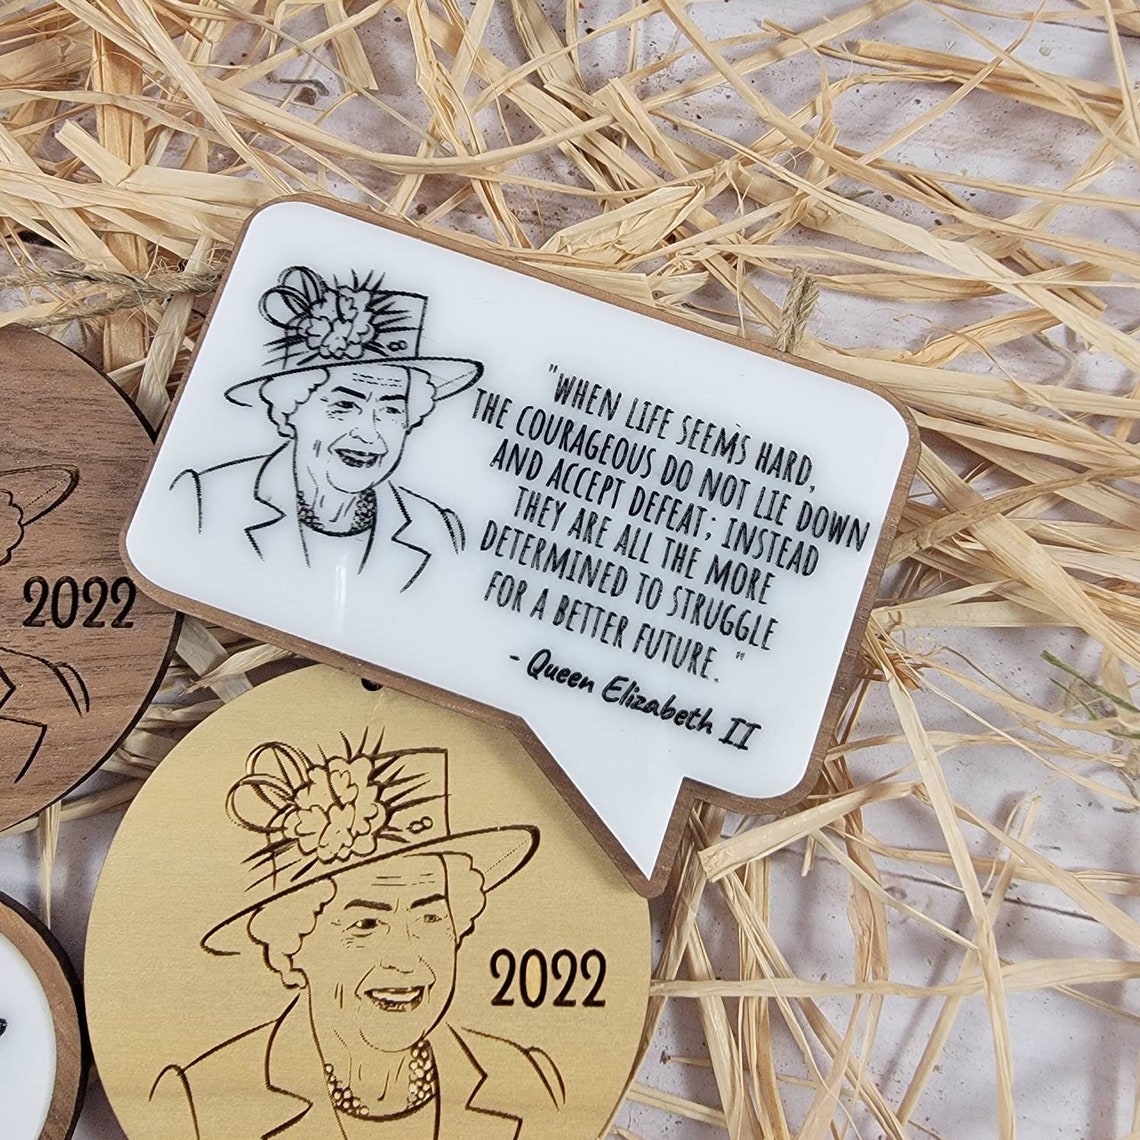 "WHEN LIFE SEEM`S HARD,
THE COURAGEOUS DO NOT LIE DOWN
AND ACCEPT DEFEAT; INSTEAD
THEY ARE ALL THE MORE
DETERMINED TO STRUGGLE
FOR A BETTER FUTURE. "
- Queen Elizabeth II
2022
2022